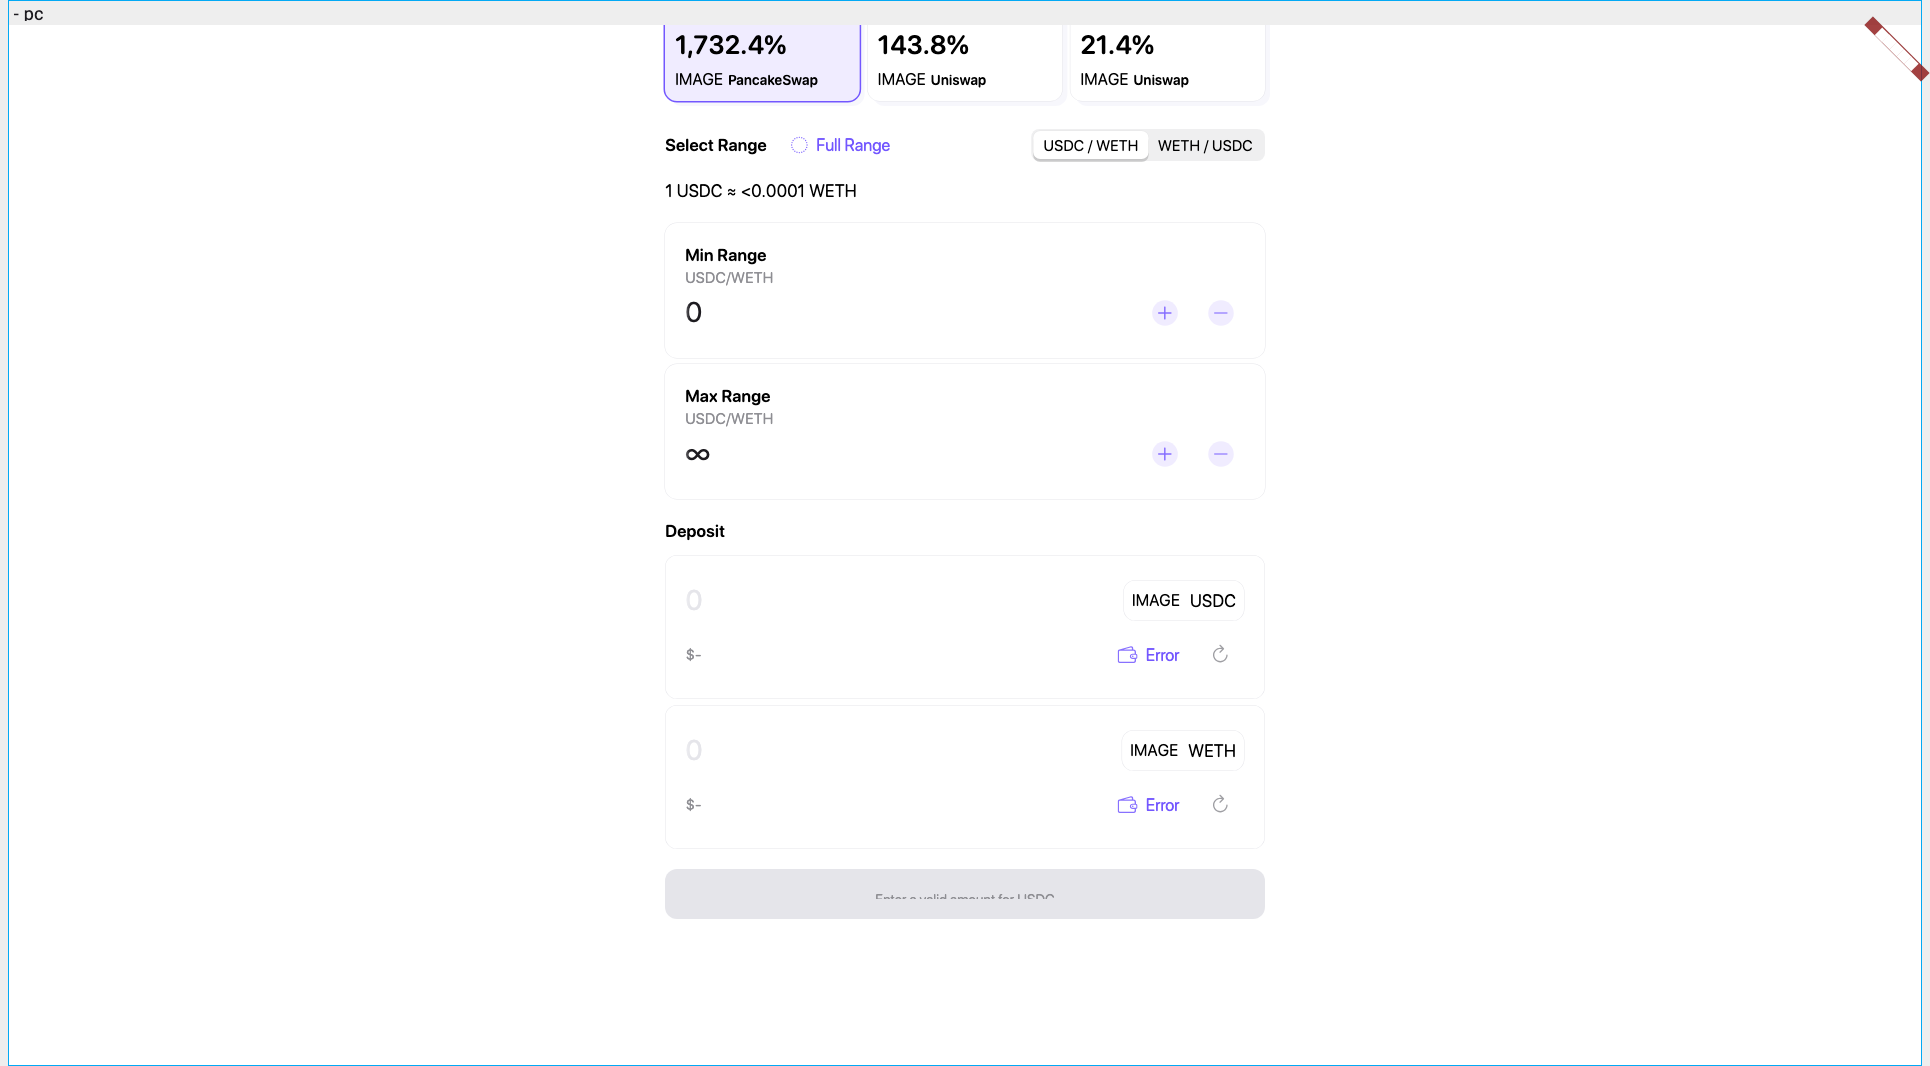 - pc
1,732.4%
IMAGE PancakeSwap
143.8%
IMAGE Uniswap
21.4%
IMAGE Uniswap
Select Range
Full Range
USDC / WETH
WETH / USDC
1 USDC ≈ <0.0001 WETH
Min Range
USDC/WETH
0
Max Range
USDC/WETH
∞
Deposit
0
IMAGE USDC
$-
Error
0
IMAGE WETH
$-
Error
Enter a valid amount for USDC